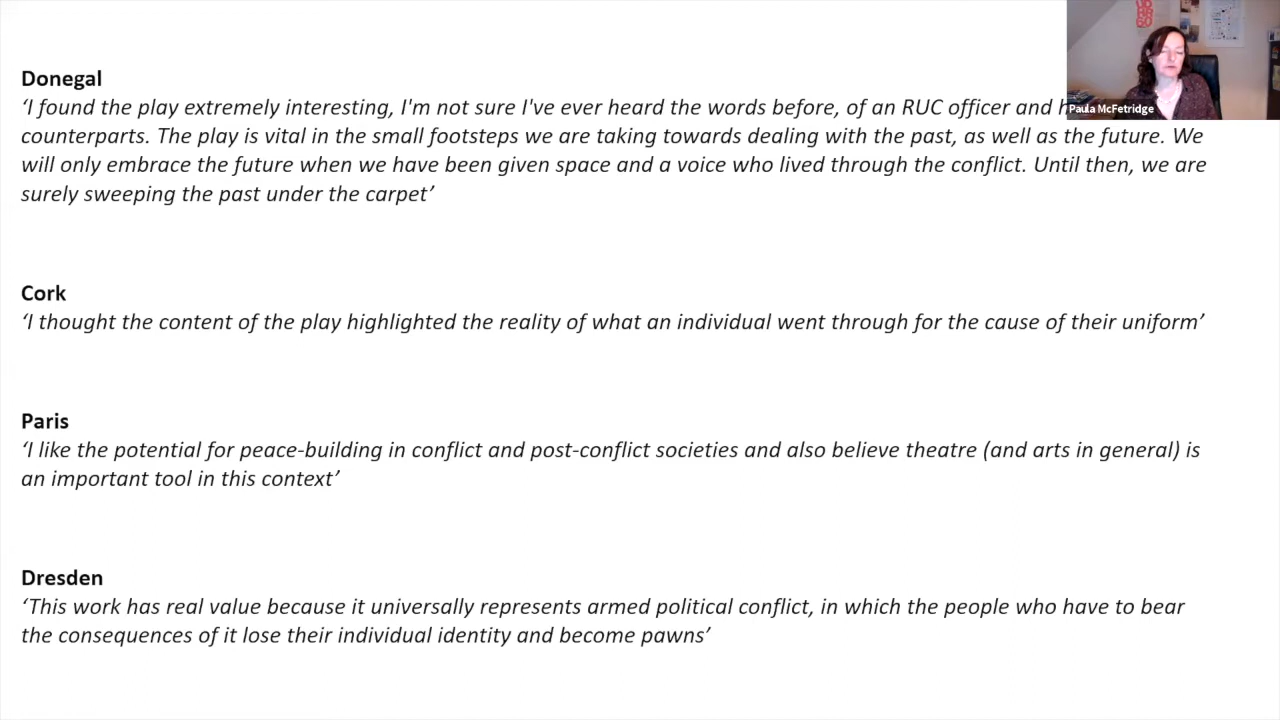 Donegal
‘I found the play extremely interesting, I'm not sure I've ever heard the words before, of an RUC officer and
Paula McFetridge
counterparts. The play is vital in the small footsteps we are taking towards dealing with the past, as well as the future. We
will only embrace the future when we have been given space and a voice who lived through the conflict. Until then, we are
surely sweeping the past under the carpet’
Cork
‘I thought the content of the play highlighted the reality of what an individual went through for the cause of their uniform’
Paris
‘I like the potential for peace-building in conflict and post-conflict societies and also believe theatre (and arts in general) is
an important tool in this context’
Dresden
‘This work has real value because it universally represents armed political conflict, in which the people who have to bear
the consequences of it lose their individual identity and become pawns’